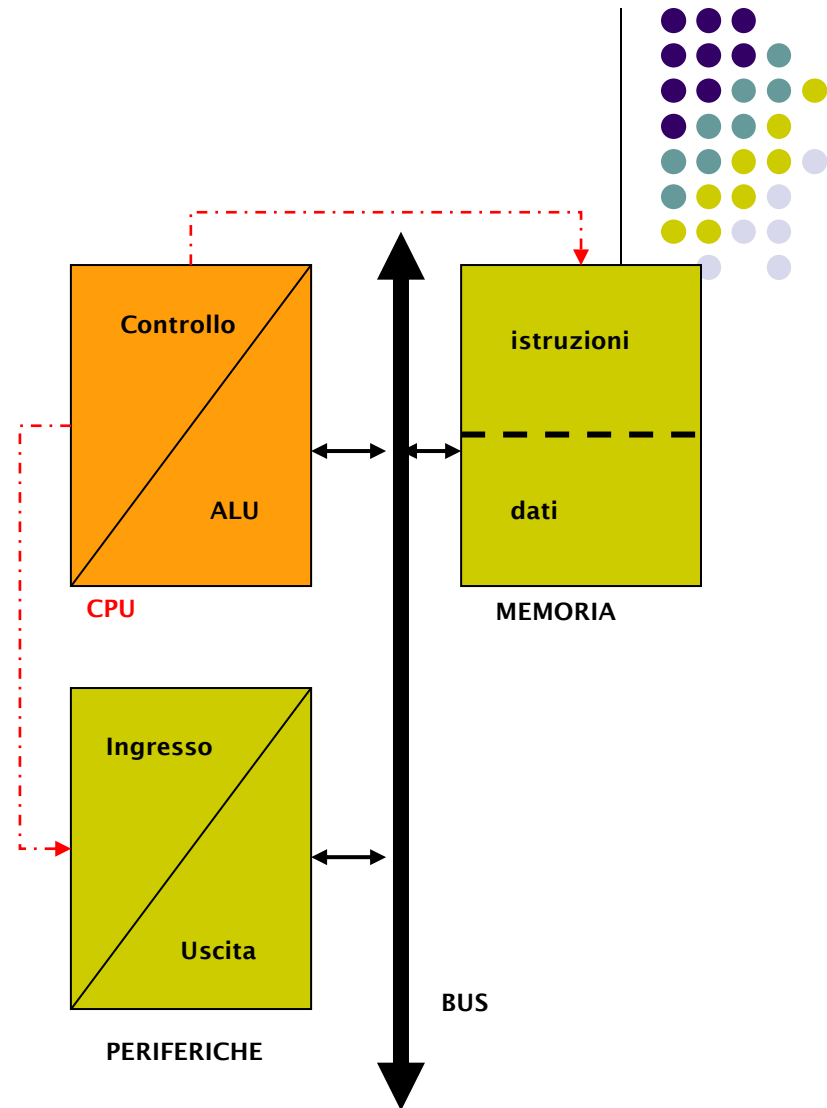 Controllo
istruzioni
ALU
dati
CPU
MEMORIA
Ingresso
Uscita
BUS
PERIFERICHE